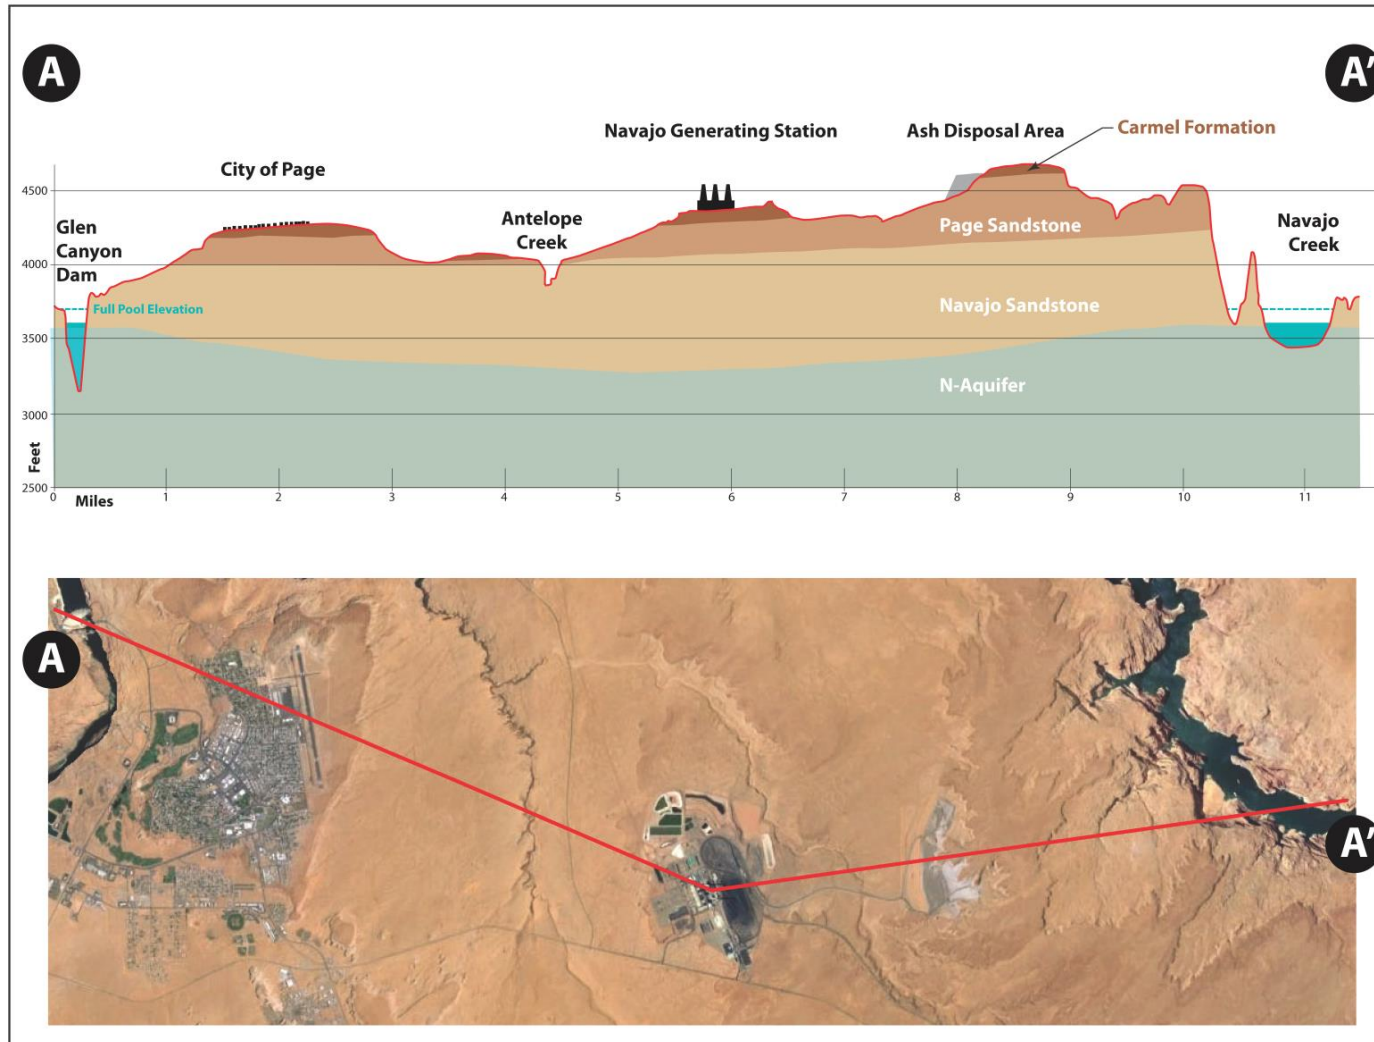 A
A'
Navajo Generating Station
Ash Disposal Area
Carmel Formation
City of Page
4500
Glen
Canyon
Dam
Antelope
Creek
Navajo
Creek
Page Sandstone
4000
Full Pool Elevation
Navajo Sandstone
3500
N-Aquifer
3000
Feet
2500
0
Miles
1
2
3
4
5
6
7
8
9
10
11
A
A'